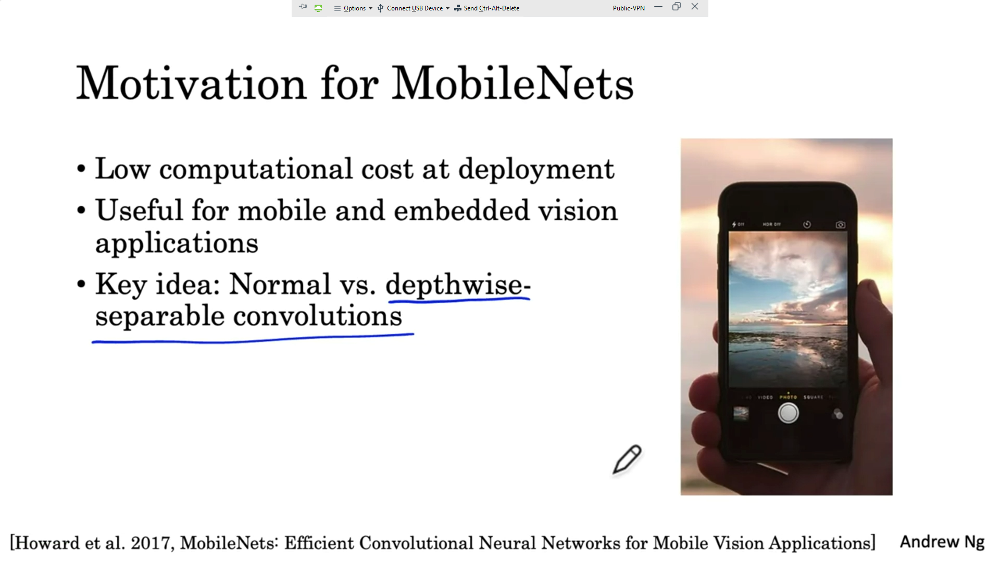 Options Connect USB Device Send Ctrl-Alt-Delete Public-VPN
Motivation for MobileNets
• Low computational cost at deployment
• Useful for mobile and embedded vision
applications
• Key idea: Normal vs. depthwise-
separable convolutions
Off HDR Off
VIDEO PHOTO SQUARE
[Howard et al. 2017, MobileNets: Efficient Convolutional Neural Networks for Mobile Vision Applications] Andrew Ng